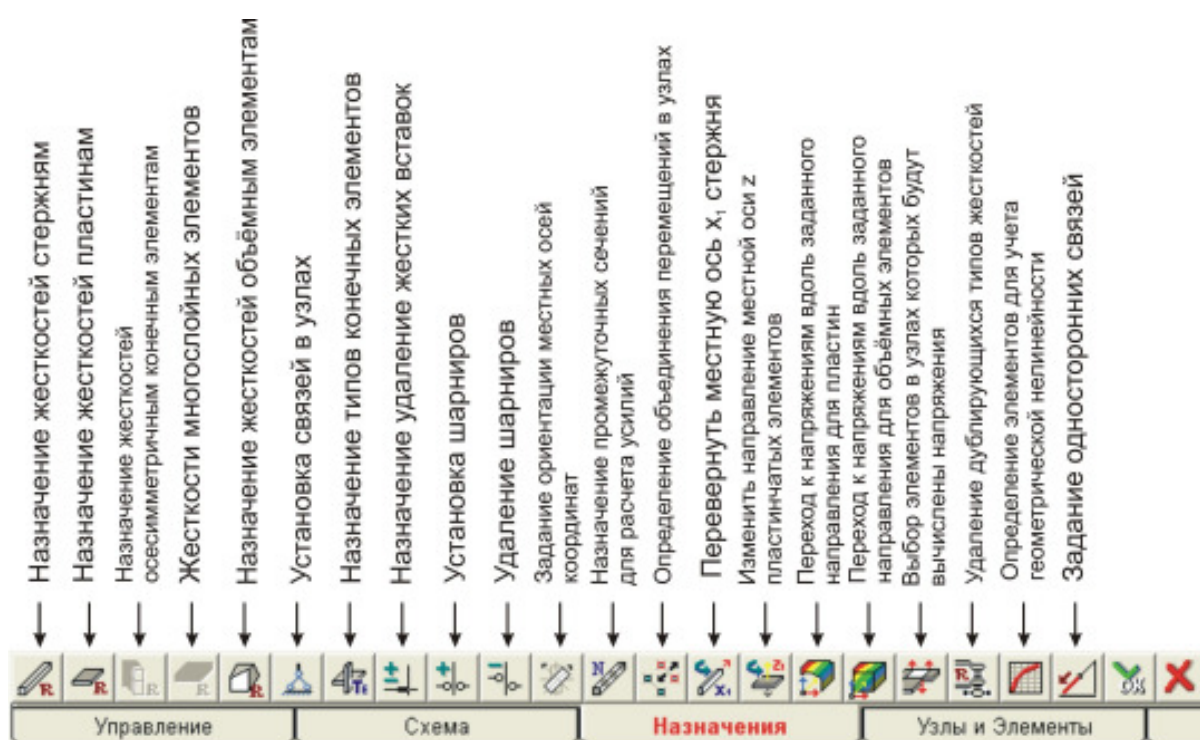 Назначение жесткостей стержням
Назначение жесткостей пластинам
Назначение жесткостей
осесимметричным конечным элементам
Жесткости многослойных элементов
Назначение жесткостей объёмным элементам
Установка связей в узлах
Назначение типов конечных элементов
Назначение удаление жестких вставок
Установка шарниров
Удаление шарниров
Задание ориентации местных осей
координат
Назначение промежуточных сечений
для расчета усилий
Определение объединения перемещений в узлах
Перевернуть местную ось x₁ стержня
Изменить направление местной оси z
пластинчатых элементов
Переход к напряжениям вдоль заданного
направления для пластин
Переход к напряжениям вдоль заданного
направления для объёмных элементов
Выбор элементов в узлах которых будут
вычислены напряжения
Удаление дублирующихся типов жесткостей
Определение элементов для учета
геометрической нелинейности
Задание односторонних связей
R R R R R N X₁ Z₁ R OK
Управление Схема Назначения Узлы и Элементы